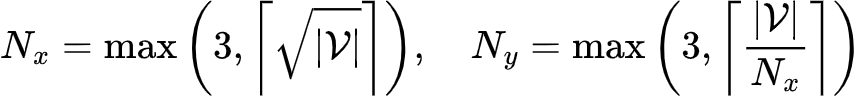 N_x = max(3, ⌈√|𝒱|⌉), N_y = max(3, ⌈|𝒱|/N_x⌉)